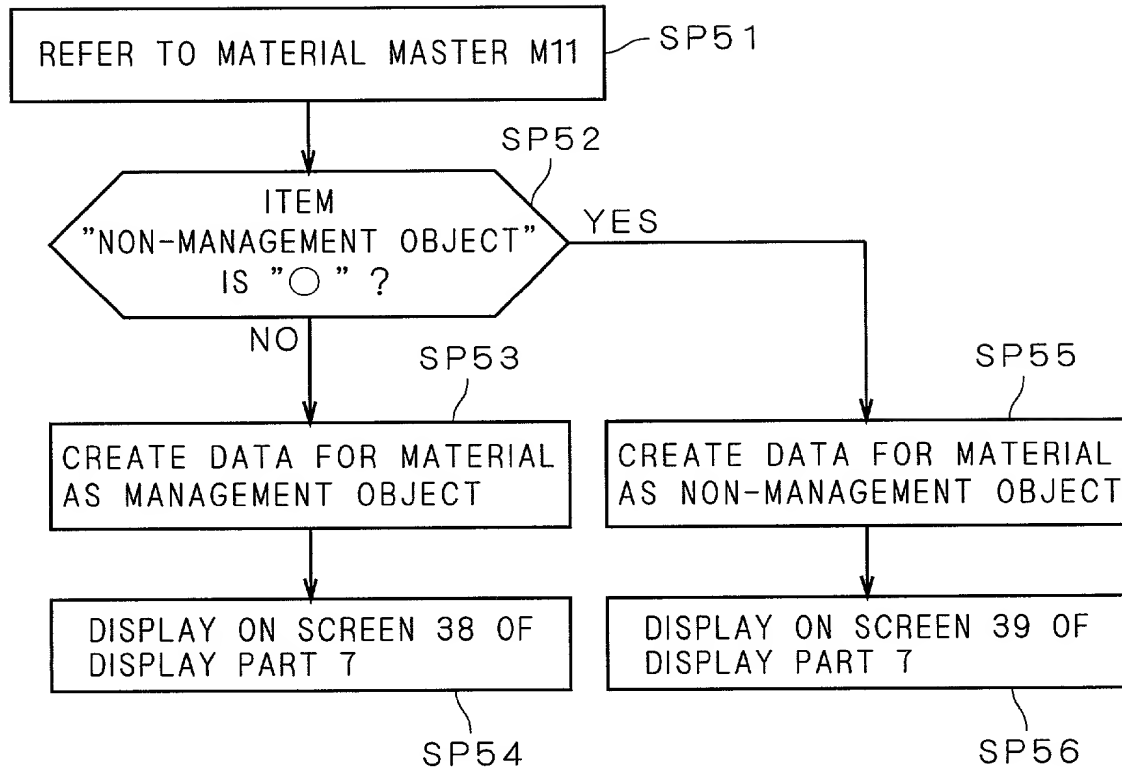 REFER TO MATERIAL MASTER M11
SP51
SP52
ITEM
"NON-MANAGEMENT OBJECT"
IS "○" ?
YES
NO
SP53
CREATE DATA FOR MATERIAL
AS MANAGEMENT OBJECT
SP55
CREATE DATA FOR MATERIAL
AS NON-MANAGEMENT OBJECT
DISPLAY ON SCREEN 38 OF
DISPLAY PART 7
SP54
DISPLAY ON SCREEN 39 OF
DISPLAY PART 7
SP56